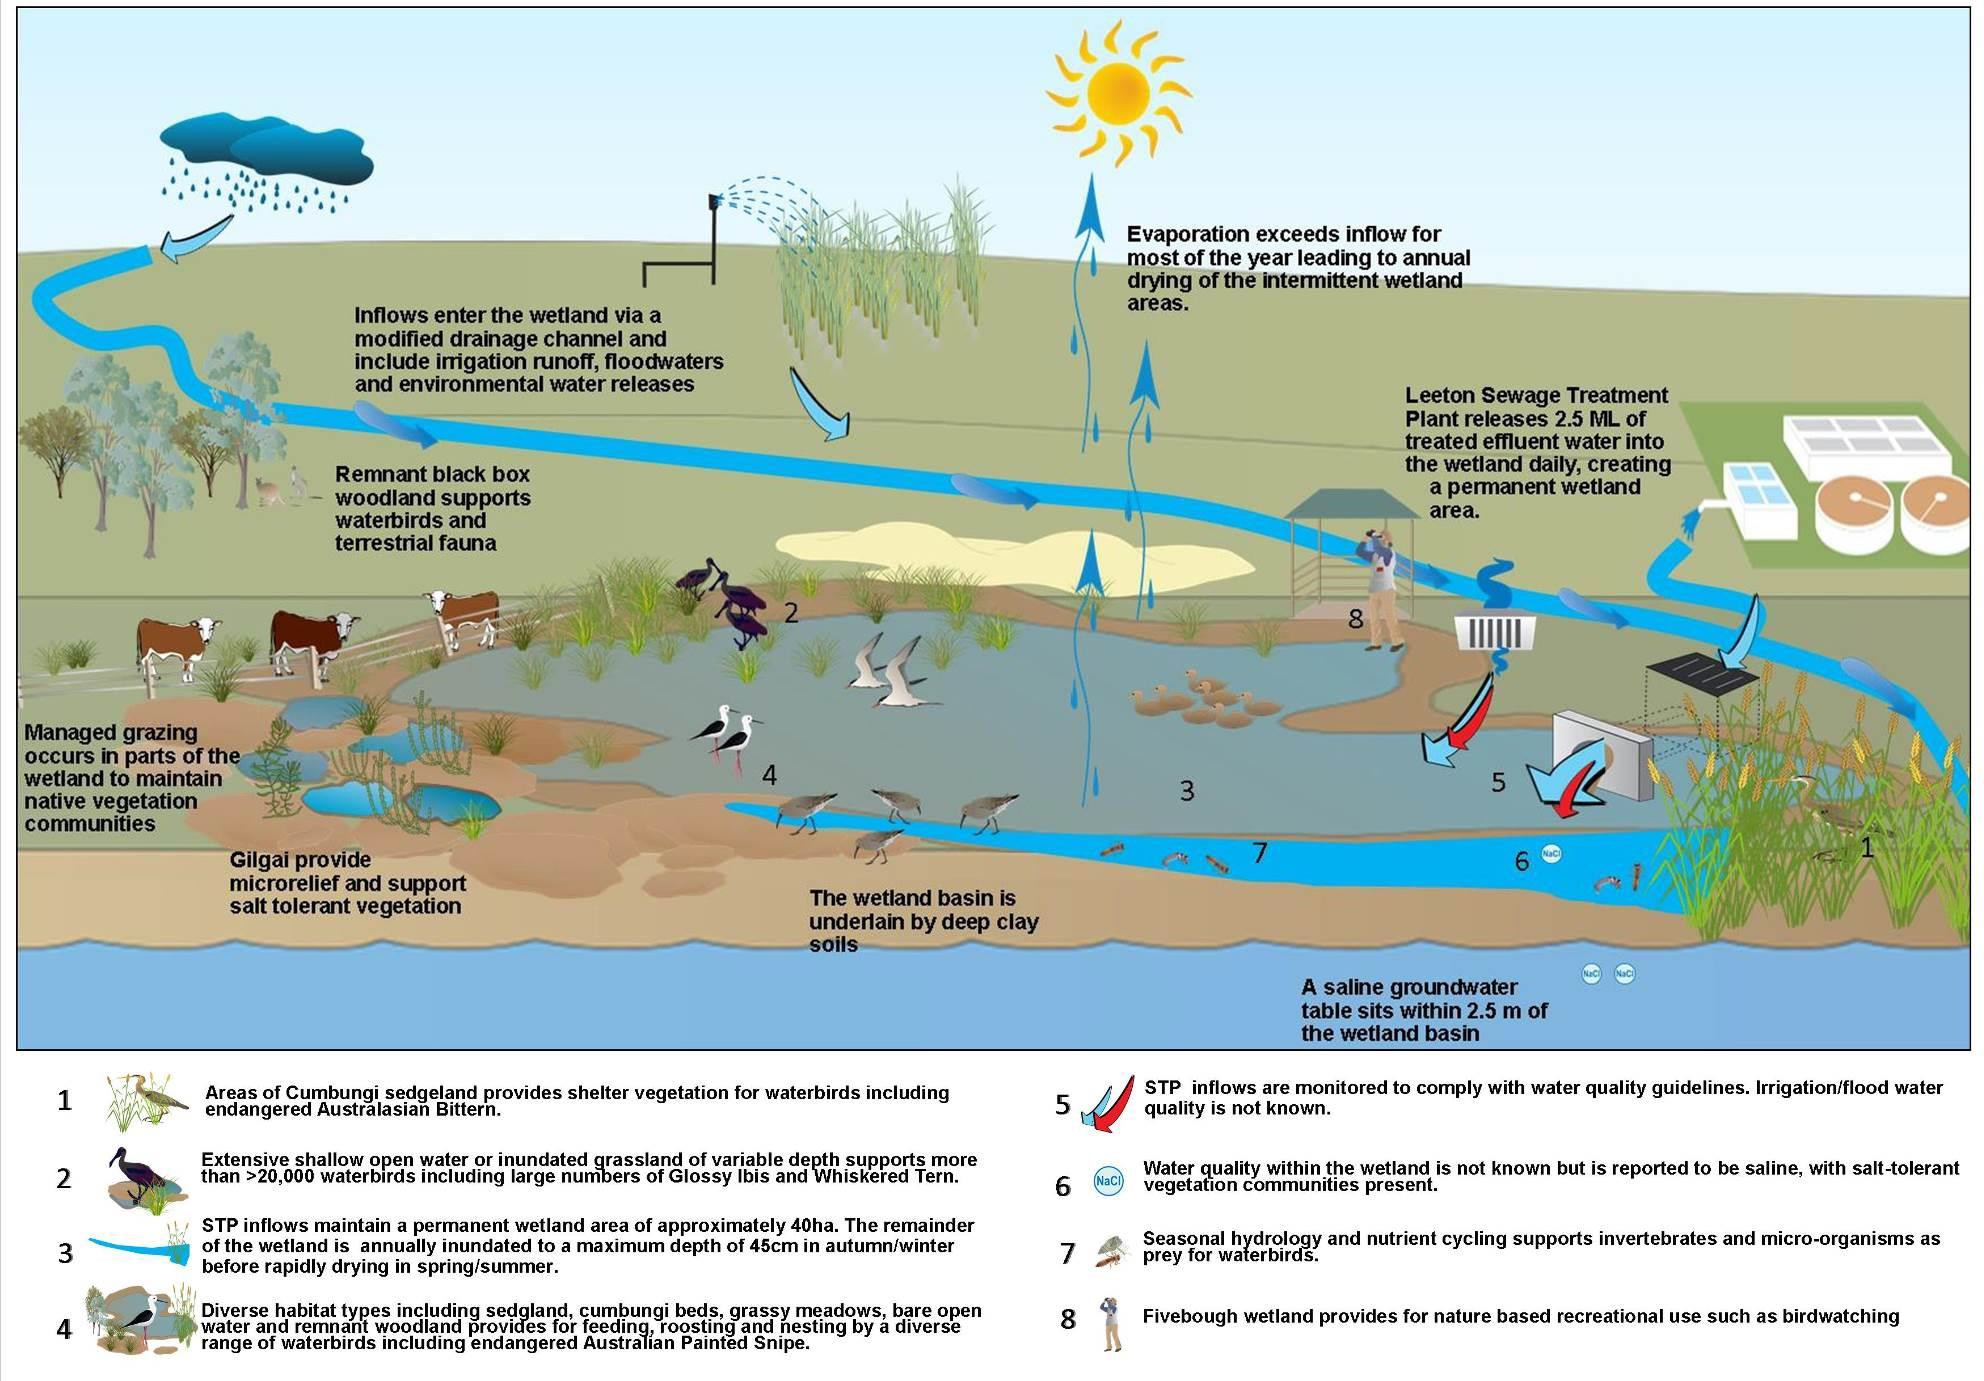 Evaporation exceeds inflow for
most of the year leading to annual
drying of the intermittent wetland
areas.
Inflows enter the wetland via a
modified drainage channel and
include irrigation runoff, floodwaters
and environmental water releases
Leeton Sewage Treatment
Plant releases 2.5 ML of
treated effluent water into
the wetland daily, creating
a permanent wetland
area.
Remnant black box
woodland supports
waterbirds and
terrestrial fauna
2
8
Managed grazing
occurs in parts of the
wetland to maintain
native vegetation
communities
4
3
5
Gilgai provide
microrelief and support
salt tolerant vegetation
7
6
NaCl
1
The wetland basin is
underlain by deep clay
soils
NaCl NaCl
A saline groundwater
table sits within 2.5 m of
the wetland basin
1
Areas of Cumbungi sedgeland provides shelter vegetation for waterbirds including
endangered Australasian Bittern.
2
Extensive shallow open water or inundated grassland of variable depth supports more
than >20,000 waterbirds including large numbers of Glossy Ibis and Whiskered Tern.
3
STP inflows maintain a permanent wetland area of approximately 40ha. The remainder
of the wetland is annually inundated to a maximum depth of 45cm in autumn/winter
before rapidly drying in spring/summer.
4
Diverse habitat types including sedgland, cumbungi beds, grassy meadows, bare open
water and remnant woodland provides for feeding, roosting and nesting by a diverse
range of waterbirds including endangered Australian Painted Snipe.
5
STP inflows are monitored to comply with water quality guidelines. Irrigation/flood water
quality is not known.
6
NaCl
Water quality within the wetland is not known but is reported to be saline, with salt-tolerant
vegetation communities present.
7
Seasonal hydrology and nutrient cycling supports invertebrates and micro-organisms as
prey for waterbirds.
8
Fivebough wetland provides for nature based recreational use such as birdwatching